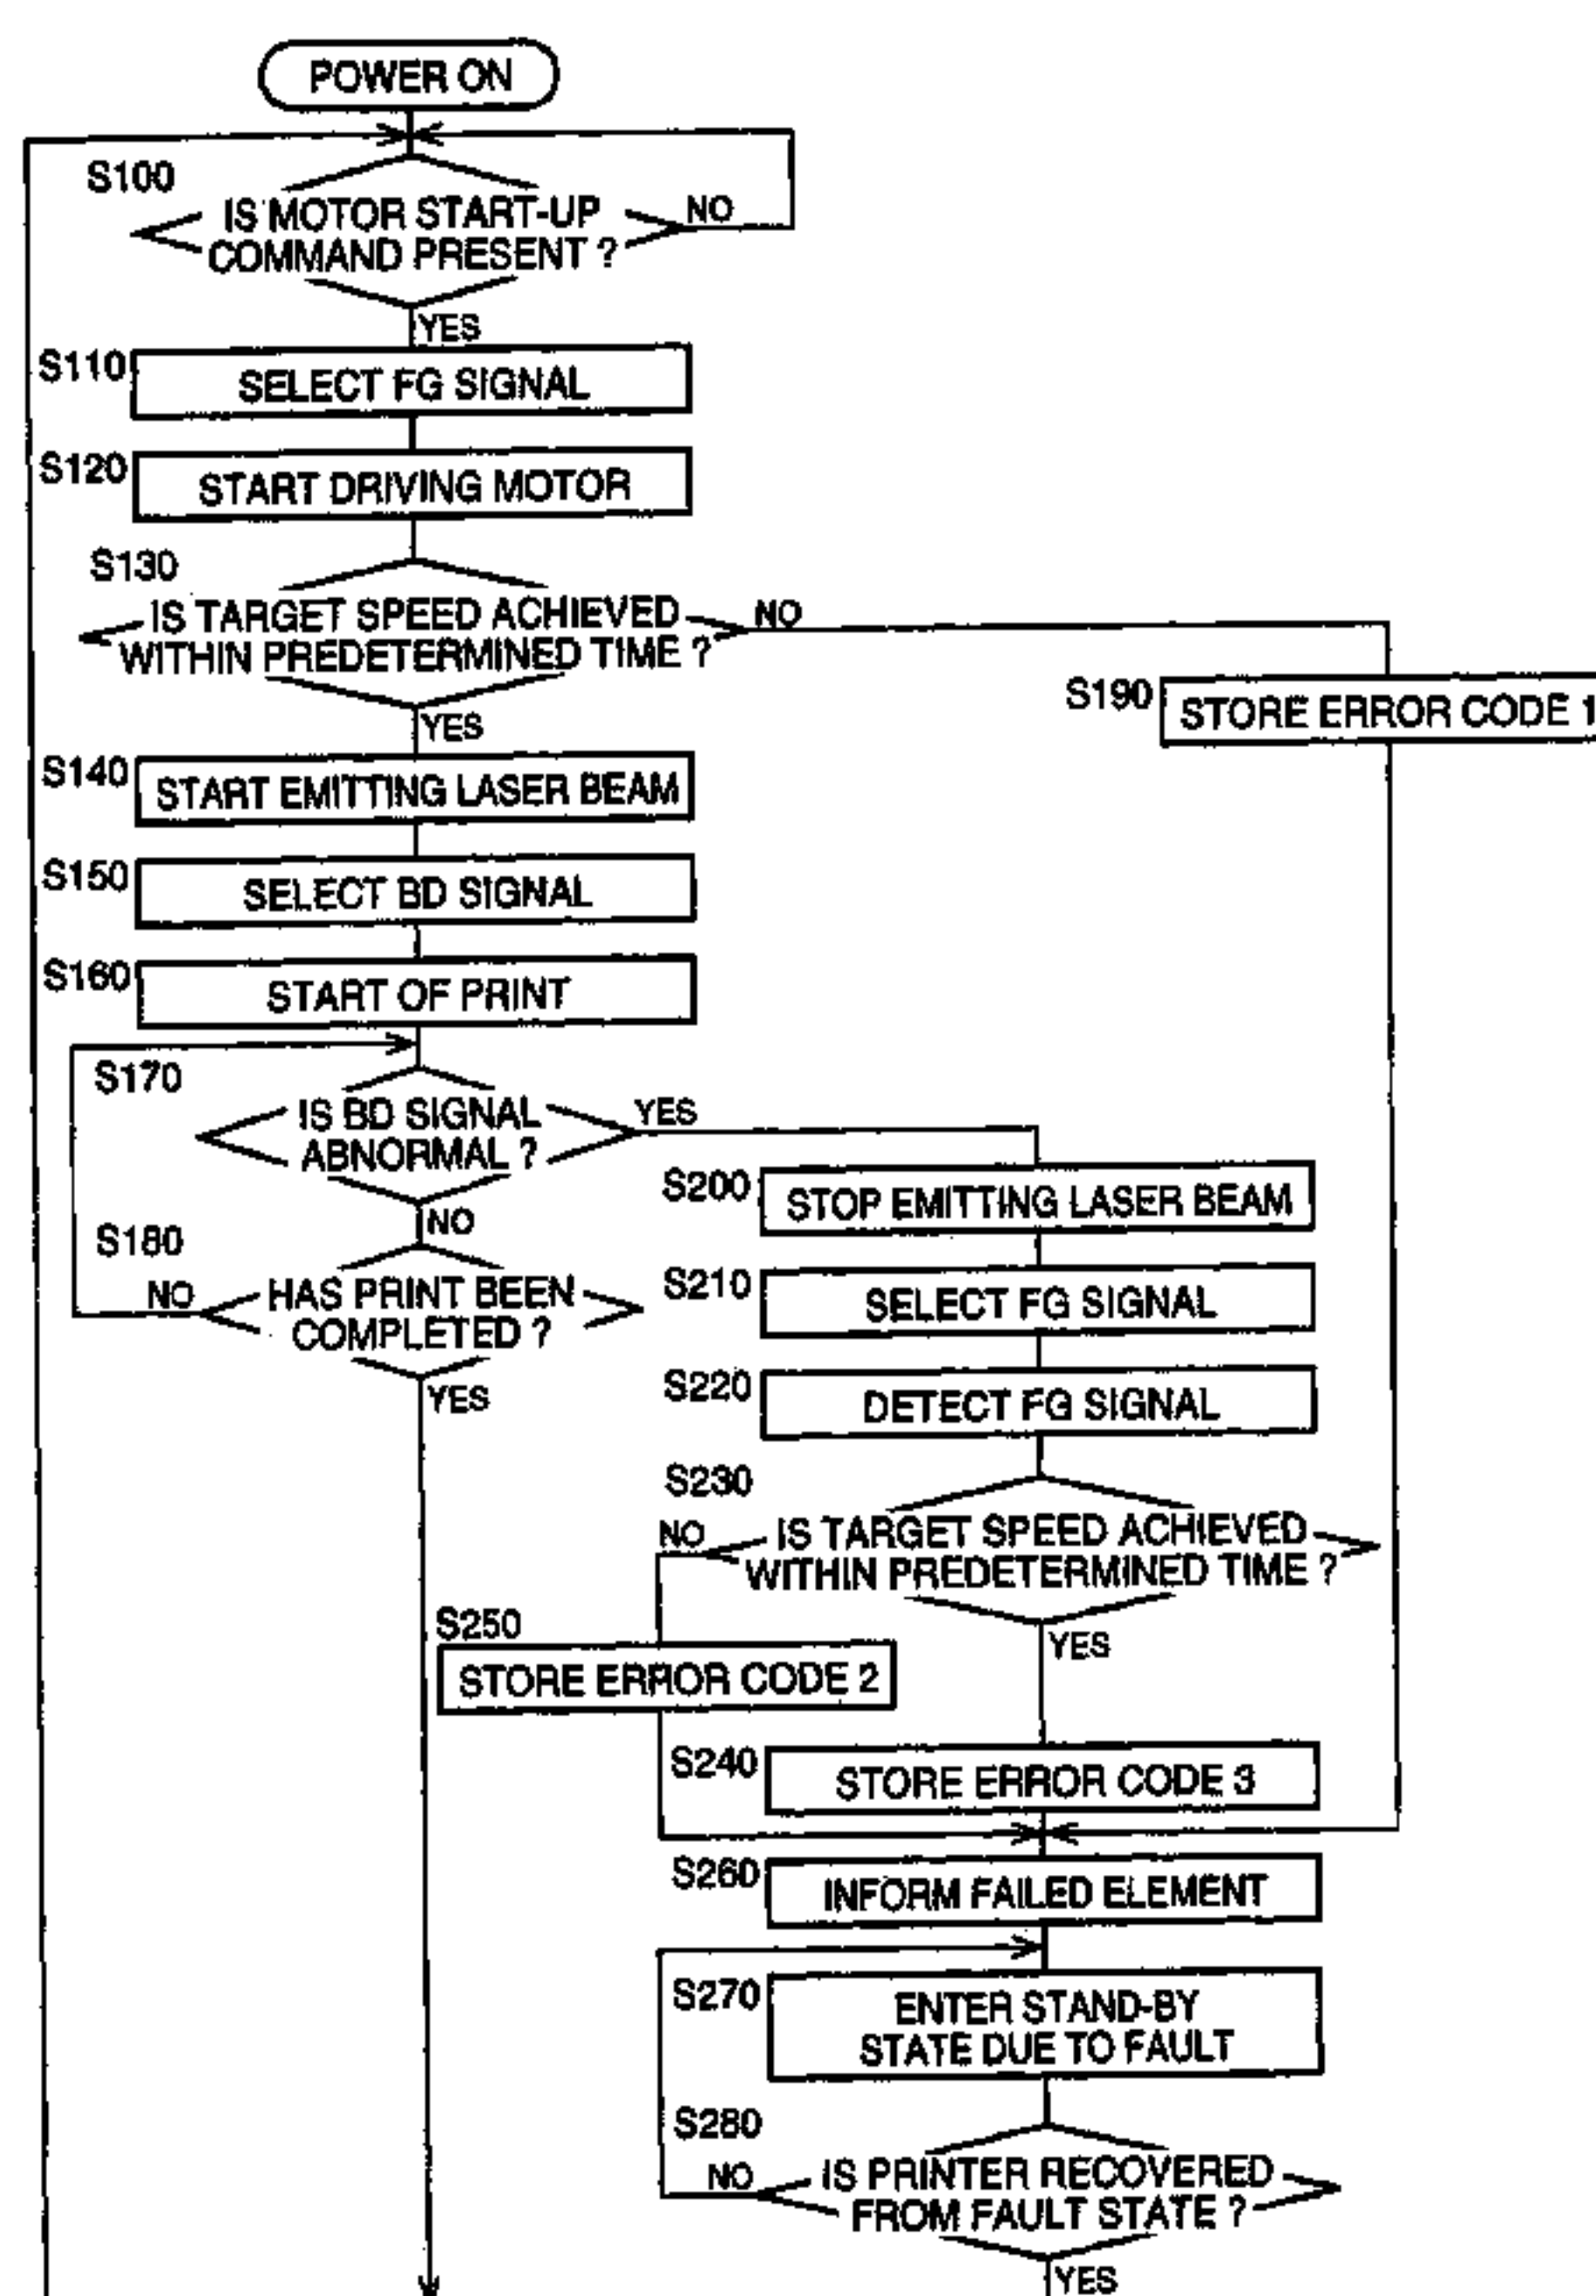 POWER ON
S100
IS MOTOR START-UP
COMMAND PRESENT ?
NO
YES
S110
SELECT FG SIGNAL
S120
START DRIVING MOTOR
S130
IS TARGET SPEED ACHIEVED
WITHIN PREDETERMINED TIME ?
NO
YES
S190
STORE ERROR CODE 1
S140
START EMITTING LASER BEAM
S150
SELECT BD SIGNAL
S160
START OF PRINT
S170
IS BD SIGNAL
ABNORMAL ?
YES
NO
S180
HAS PRINT BEEN
COMPLETED ?
NO
YES
S200
STOP EMITTING LASER BEAM
S210
SELECT FG SIGNAL
S220
DETECT FG SIGNAL
S230
IS TARGET SPEED ACHIEVED
WITHIN PREDETERMINED TIME ?
NO
YES
S250
STORE ERROR CODE 2
S240
STORE ERROR CODE 3
S260
INFORM FAILED ELEMENT
S270
ENTER STAND-BY
STATE DUE TO FAULT
S280
IS PRINTER RECOVERED
FROM FAULT STATE ?
NO
YES